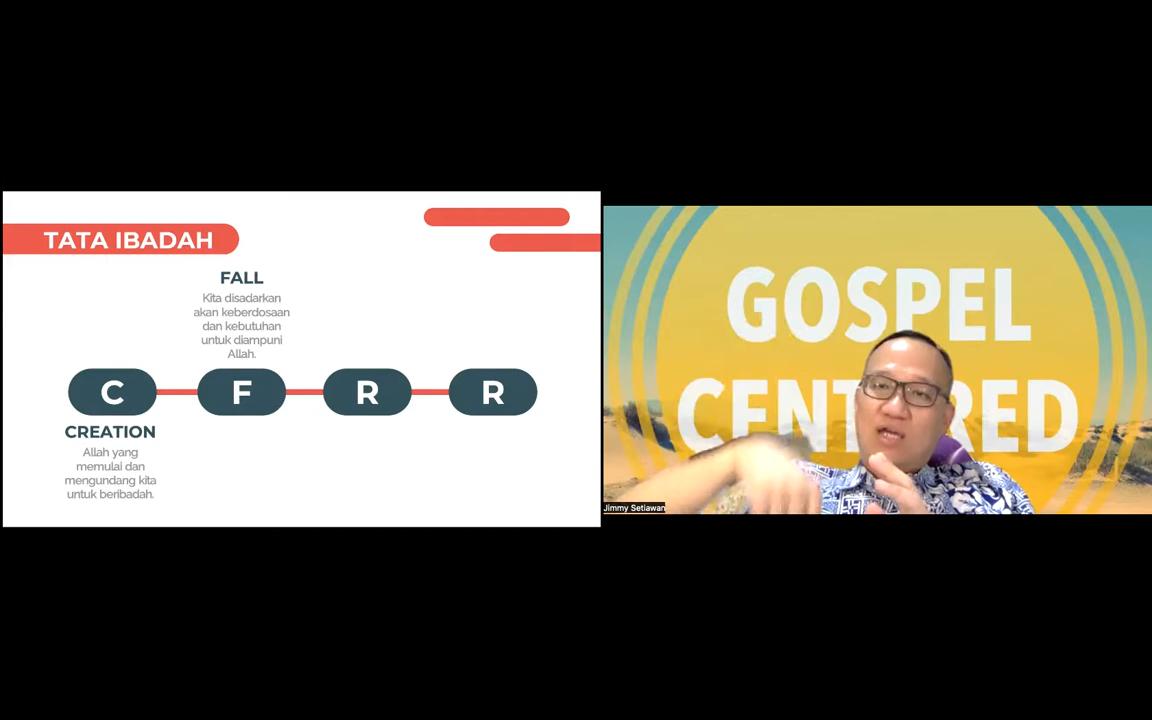 TATA IBADAH
FALL
Kita disadarkan
akan keberdosaan
dan kebutuhan
untuk diampuni
Allah.
C
F
R
R
CREATION
Allah yang
memulai dan
mengundang kita
untuk beribadah.
GOSPEL
CENTRED
Jimmy Setiawan